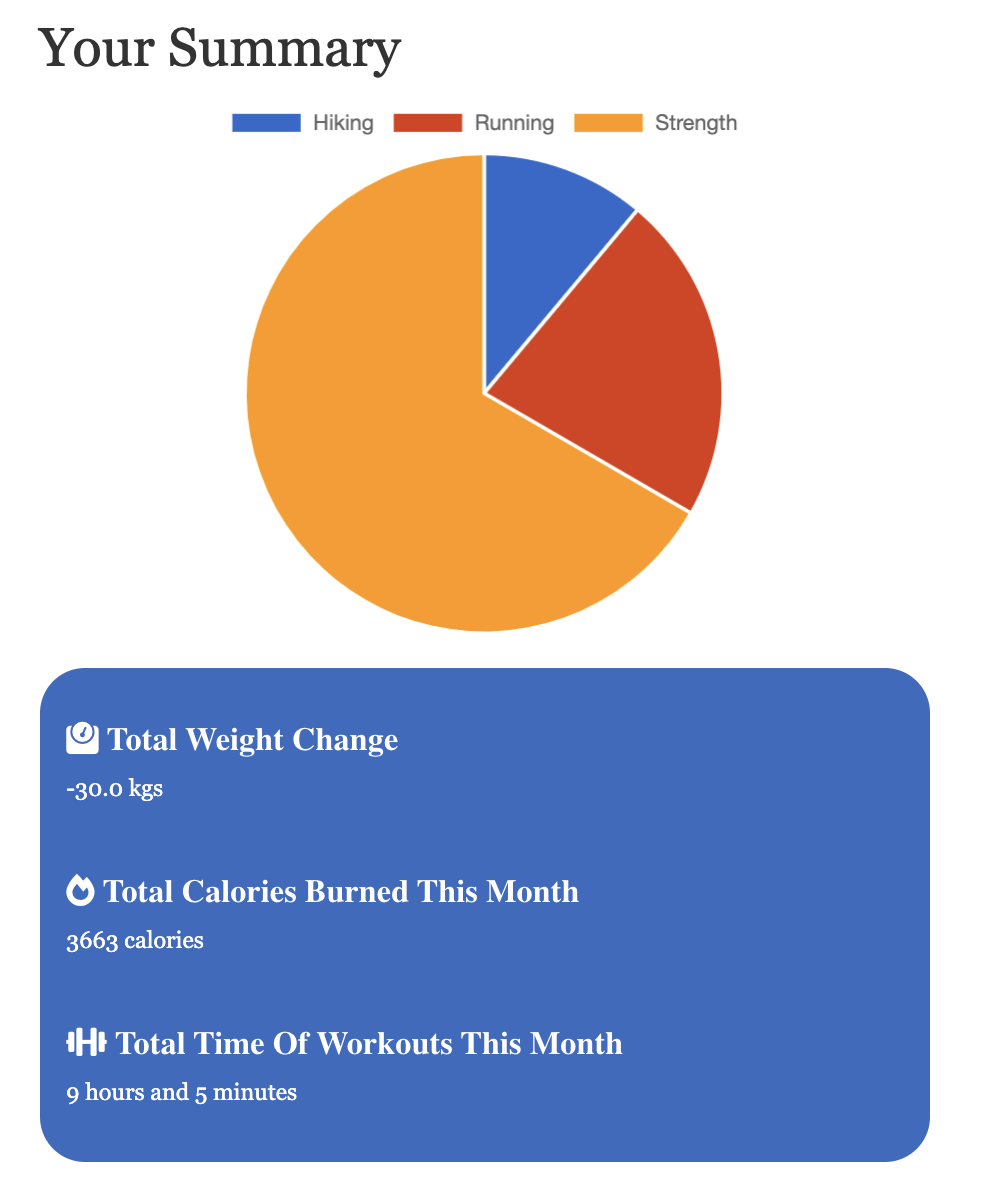 Your Summary
Hiking Running Strength
Total Weight Change
-30.0 kgs
Total Calories Burned This Month
3663 calories
Total Time Of Workouts This Month
9 hours and 5 minutes